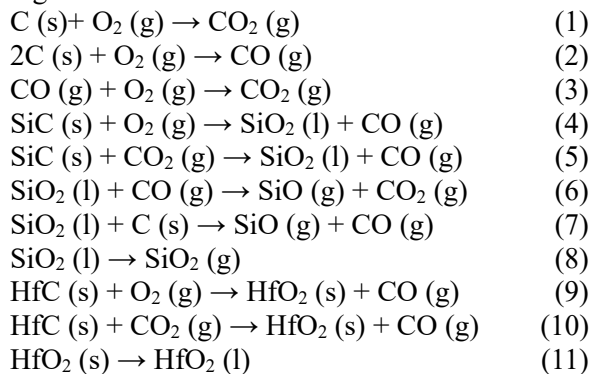 C (s)+ O₂ (g) → CO₂ (g) (1)
2C (s) + O₂ (g) → CO (g) (2)
CO (g) + O₂ (g) → CO₂ (g) (3)
SiC (s) + O₂ (g) → SiO₂ (l) + CO (g) (4)
SiC (s) + CO₂ (g) → SiO₂ (l) + CO (g) (5)
SiO₂ (l) + CO (g) → SiO (g) + CO₂ (g) (6)
SiO₂ (l) + C (s) → SiO (g) + CO (g) (7)
SiO₂ (l) → SiO₂ (g) (8)
HfC (s) + O₂ (g) → HfO₂ (s) + CO (g) (9)
HfC (s) + CO₂ (g) → HfO₂ (s) + CO (g) (10)
HfO₂ (s) → HfO₂ (l) (11)